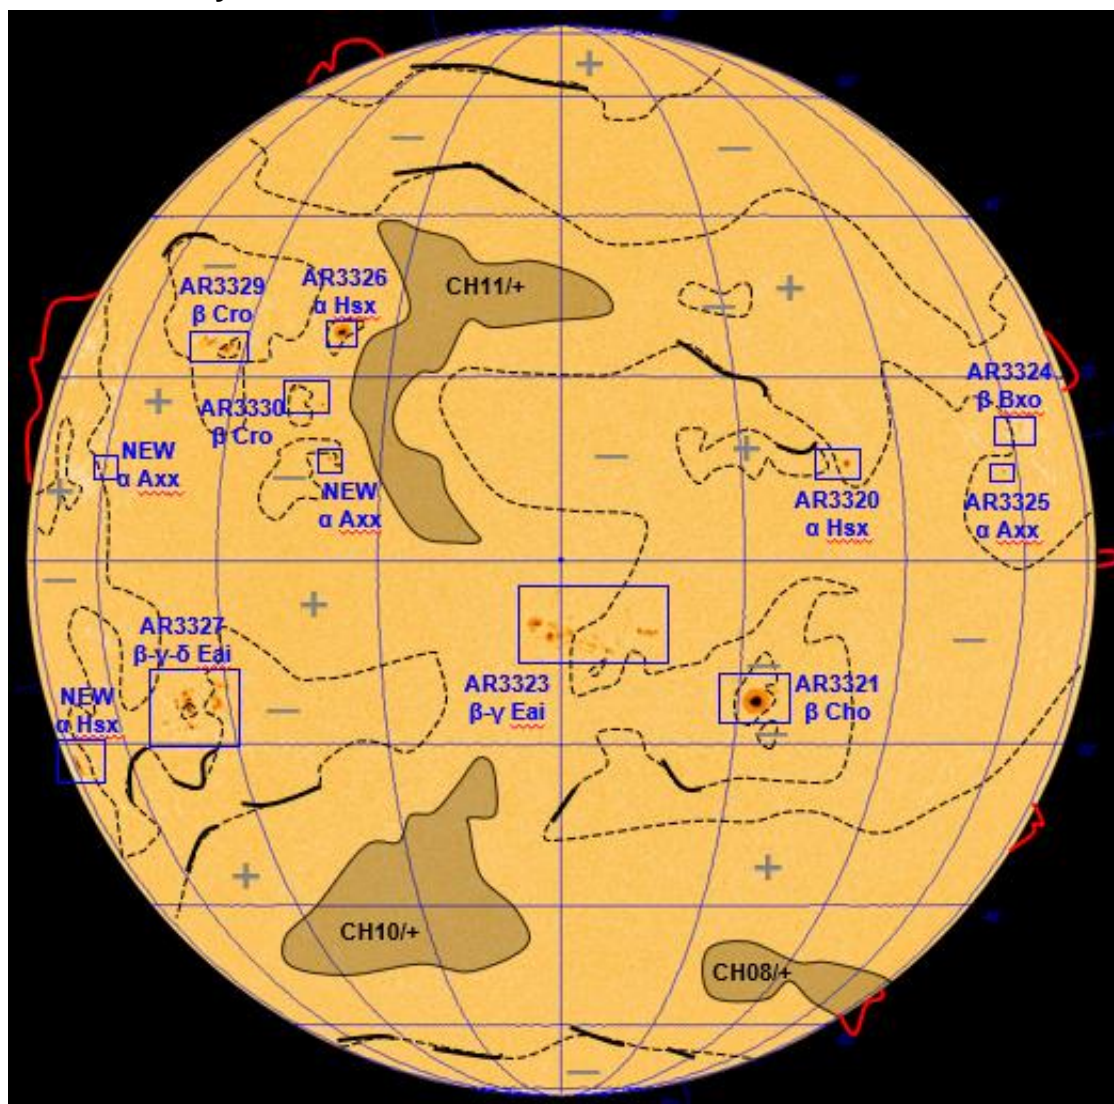 AR3329
β Cro
AR3326
α Hsx
CH11/+
AR3324
β Bxo
AR3330
β Cro
NEW
α Axx
NEW
α Axx
AR3320
α Hsx
AR3325
α Axx
AR3327
β-γ-δ Eai
NEW
α Hsx
AR3323
β-γ Eai
AR3321
β Cho
CH10/+
CH08/+